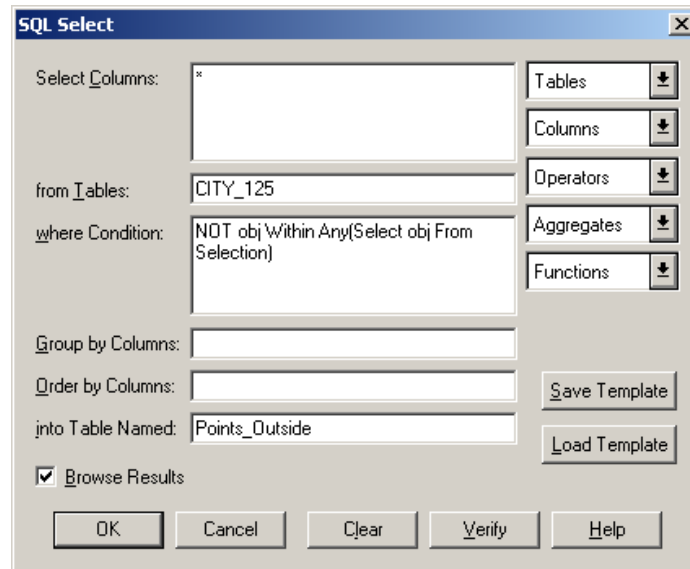 SQL Select
Select Columns:
*
Tables
Columns
from Tables:
CITY_125
Operators
where Condition:
NOT obj Within Any(Select obj From
Selection)
Aggregates
Functions
Group by Columns:
Order by Columns:
Save Template
into Table Named:
Points_Outside
Load Template
Browse Results
OK
Cancel
Clear
Verify
Help